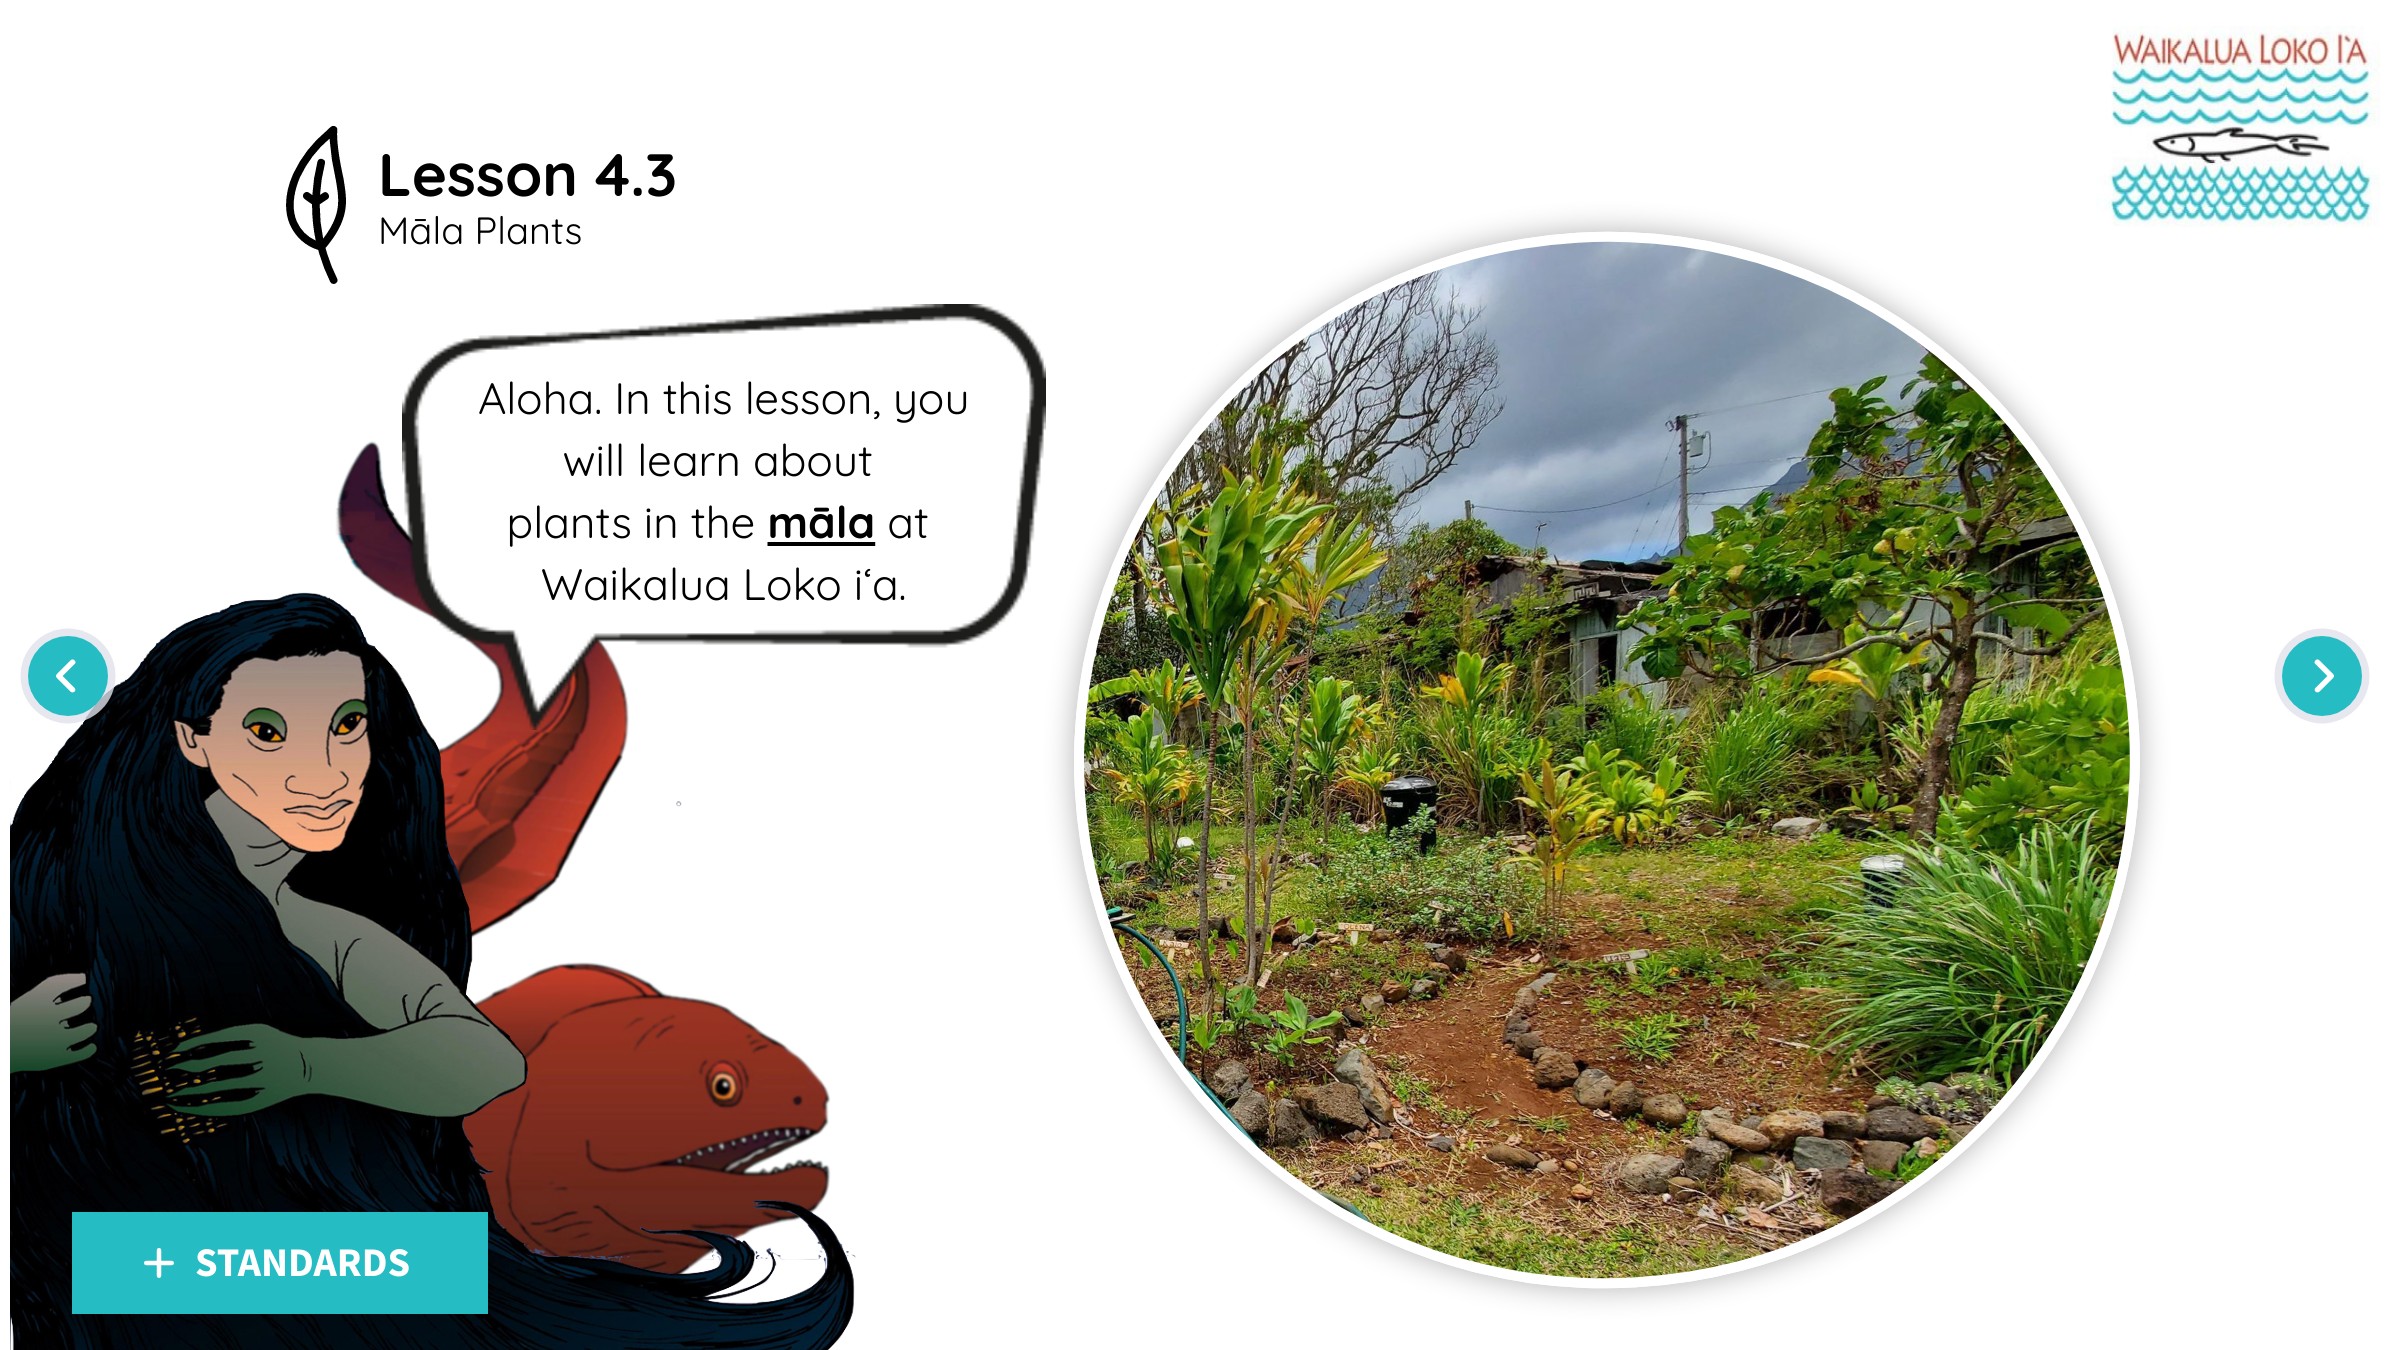 WAIKALUA LOKO I'A
Lesson 4.3
Māla Plants
Aloha. In this lesson, you
will learn about
plants in the māla at
Waikalua Loko iʻa.
+ STANDARDS